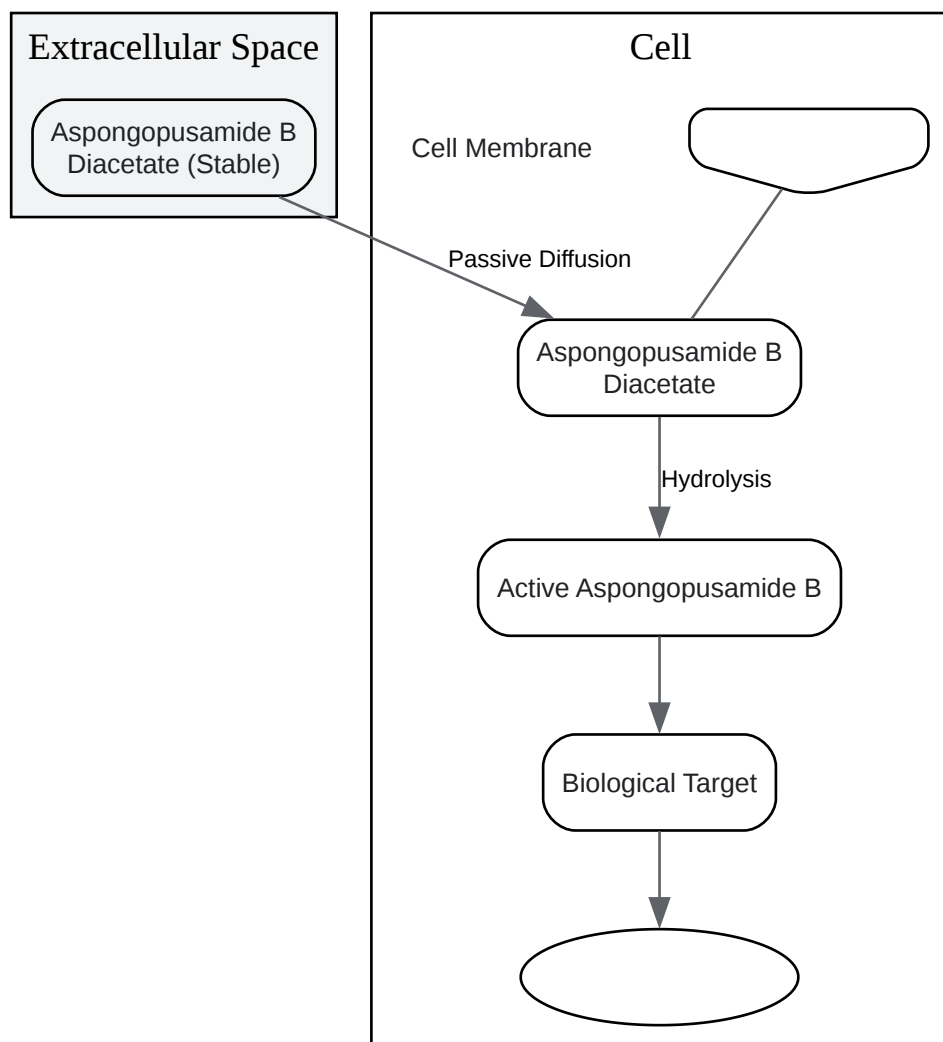 Extracellular Space
Cell
Aspongopusamide B
Diacetate (Stable)
Cell Membrane
Passive Diffusion
Aspongopusamide B
Diacetate
Hydrolysis
Active Aspongopusamide B
Biological Target